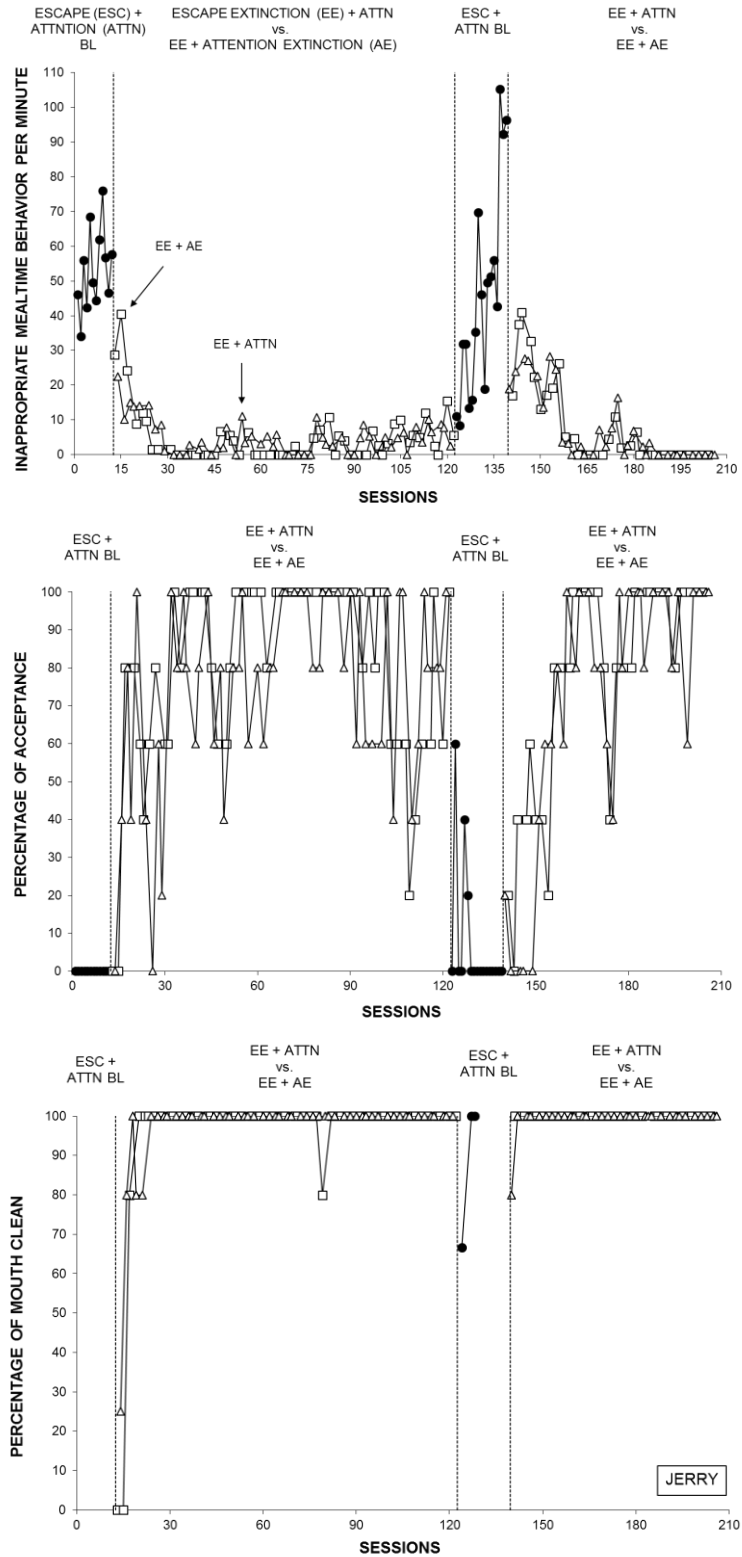 ESCAPE (ESC) +
ATTNTION (ATTN)
BL
ESCAPE EXTINCTION (EE) + ATTN
vs.
EE + ATTENTION EXTINCTION (AE)
ESC +
ATTN BL
EE + ATTN
vs.
EE + AE
INAPPROPRIATE MEALTIME BEHAVIOR PER MINUTE
110
100
90
80
70
60
50
40
30
20
10
0
EE + AE
EE + ATTN
0 15 30 45 60 75 90 105 120 135 150 165 180 195 210
SESSIONS
ESC +
ATTN BL
EE + ATTN
vs.
EE + AE
ESC +
ATTN BL
EE + ATTN
vs.
EE + AE
PERCENTAGE OF ACCEPTANCE
100
90
80
70
60
50
40
30
20
10
0
0 30 60 90 120 150 180 210
SESSIONS
ESC +
ATTN BL
EE + ATTN
vs.
EE + AE
ESC +
ATTN BL
EE + ATTN
vs.
EE + AE
PERCENTAGE OF MOUTH CLEAN
100
90
80
70
60
50
40
30
20
10
0
JERRY
0 30 60 90 120 150 180 210
SESSIONS